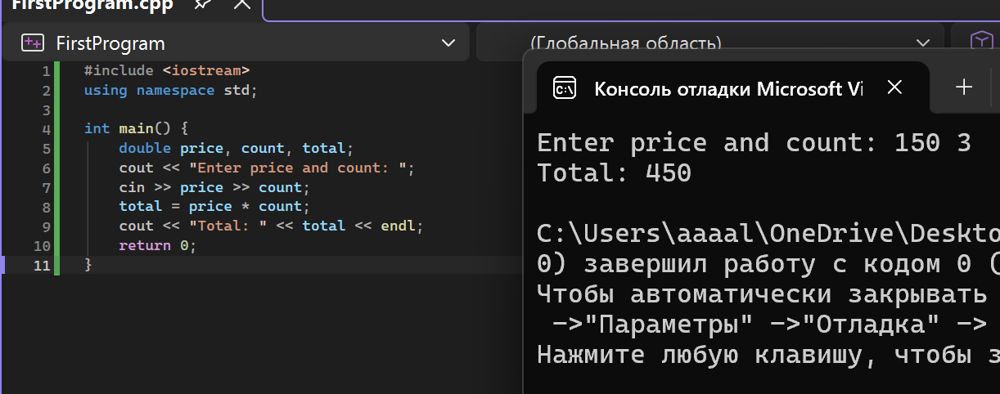 FirstProgram.cpp
FirstProgram
(Глобальная область)
1 #include <iostream>
2 using namespace std;
3
4 int main() {
5 double price, count, total;
6 cout << "Enter price and count: ";
7 cin >> price >> count;
8 total = price * count;
9 cout << "Total: " << total << endl;
10 return 0;
11 }
Консоль отладки Microsoft Vi
Enter price and count: 150 3
Total: 450
C:\Users\aaaal\OneDrive\Deskto
0) завершил работу с кодом 0 (
Чтобы автоматически закрывать
->"Параметры" ->"Отладка" ->
Нажмите любую клавишу, чтобы з